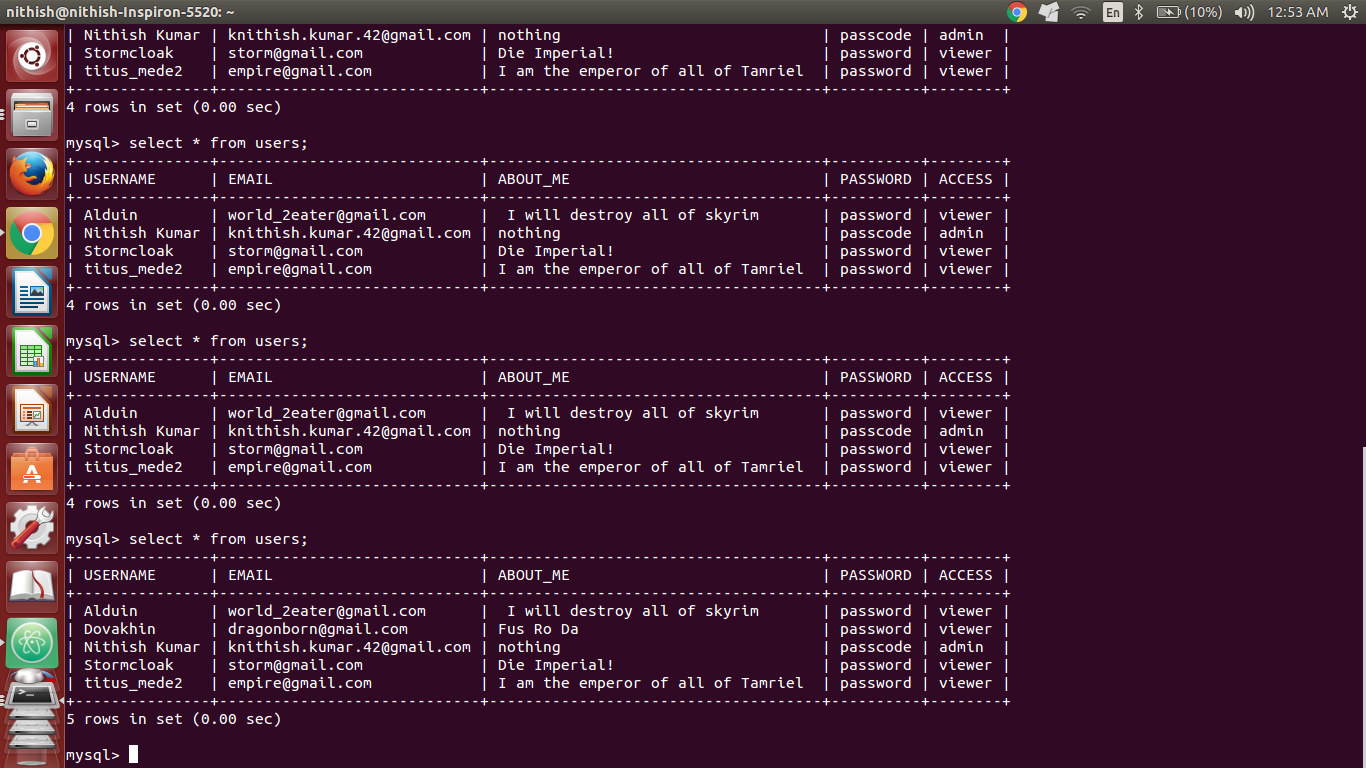 nithish@nithish-Inspiron-5520: ~ En (10%) 12:53 AM
| Nithish Kumar | knithish.kumar.42@gmail.com | nothing                             | passcode | admin  |
| Stormcloak    | storm@gmail.com             | Die Imperial!                       | password | viewer |
| titus_mede2   | empire@gmail.com            | I am the emperor of all of Tamriel  | password | viewer |
+---------------+-----------------------------+-------------------------------------+----------+--------+
4 rows in set (0.00 sec)

mysql> select * from users;
+---------------+-----------------------------+-------------------------------------+----------+--------+
| USERNAME      | EMAIL                       | ABOUT_ME                            | PASSWORD | ACCESS |
+---------------+-----------------------------+-------------------------------------+----------+--------+
| Alduin        | world_2eater@gmail.com      |  I will destroy all of skyrim       | password | viewer |
| Nithish Kumar | knithish.kumar.42@gmail.com | nothing                             | passcode | admin  |
| Stormcloak    | storm@gmail.com             | Die Imperial!                       | password | viewer |
| titus_mede2   | empire@gmail.com            | I am the emperor of all of Tamriel  | password | viewer |
+---------------+-----------------------------+-------------------------------------+----------+--------+
4 rows in set (0.00 sec)

mysql> select * from users;
+---------------+-----------------------------+-------------------------------------+----------+--------+
| USERNAME      | EMAIL                       | ABOUT_ME                            | PASSWORD | ACCESS |
+---------------+-----------------------------+-------------------------------------+----------+--------+
| Alduin        | world_2eater@gmail.com      |  I will destroy all of skyrim       | password | viewer |
| Nithish Kumar | knithish.kumar.42@gmail.com | nothing                             | passcode | admin  |
| Stormcloak    | storm@gmail.com             | Die Imperial!                       | password | viewer |
| titus_mede2   | empire@gmail.com            | I am the emperor of all of Tamriel  | password | viewer |
+---------------+-----------------------------+-------------------------------------+----------+--------+
4 rows in set (0.00 sec)

mysql> select * from users;
+---------------+-----------------------------+-------------------------------------+----------+--------+
| USERNAME      | EMAIL                       | ABOUT_ME                            | PASSWORD | ACCESS |
+---------------+-----------------------------+-------------------------------------+----------+--------+
| Alduin        | world_2eater@gmail.com      |  I will destroy all of skyrim       | password | viewer |
| Dovakhin      | dragonborn@gmail.com        | Fus Ro Da                           | password | viewer |
| Nithish Kumar | knithish.kumar.42@gmail.com | nothing                             | passcode | admin  |
| Stormcloak    | storm@gmail.com             | Die Imperial!                       | password | viewer |
| titus_mede2   | empire@gmail.com            | I am the emperor of all of Tamriel  | password | viewer |
+---------------+-----------------------------+-------------------------------------+----------+--------+
5 rows in set (0.00 sec)

mysql>